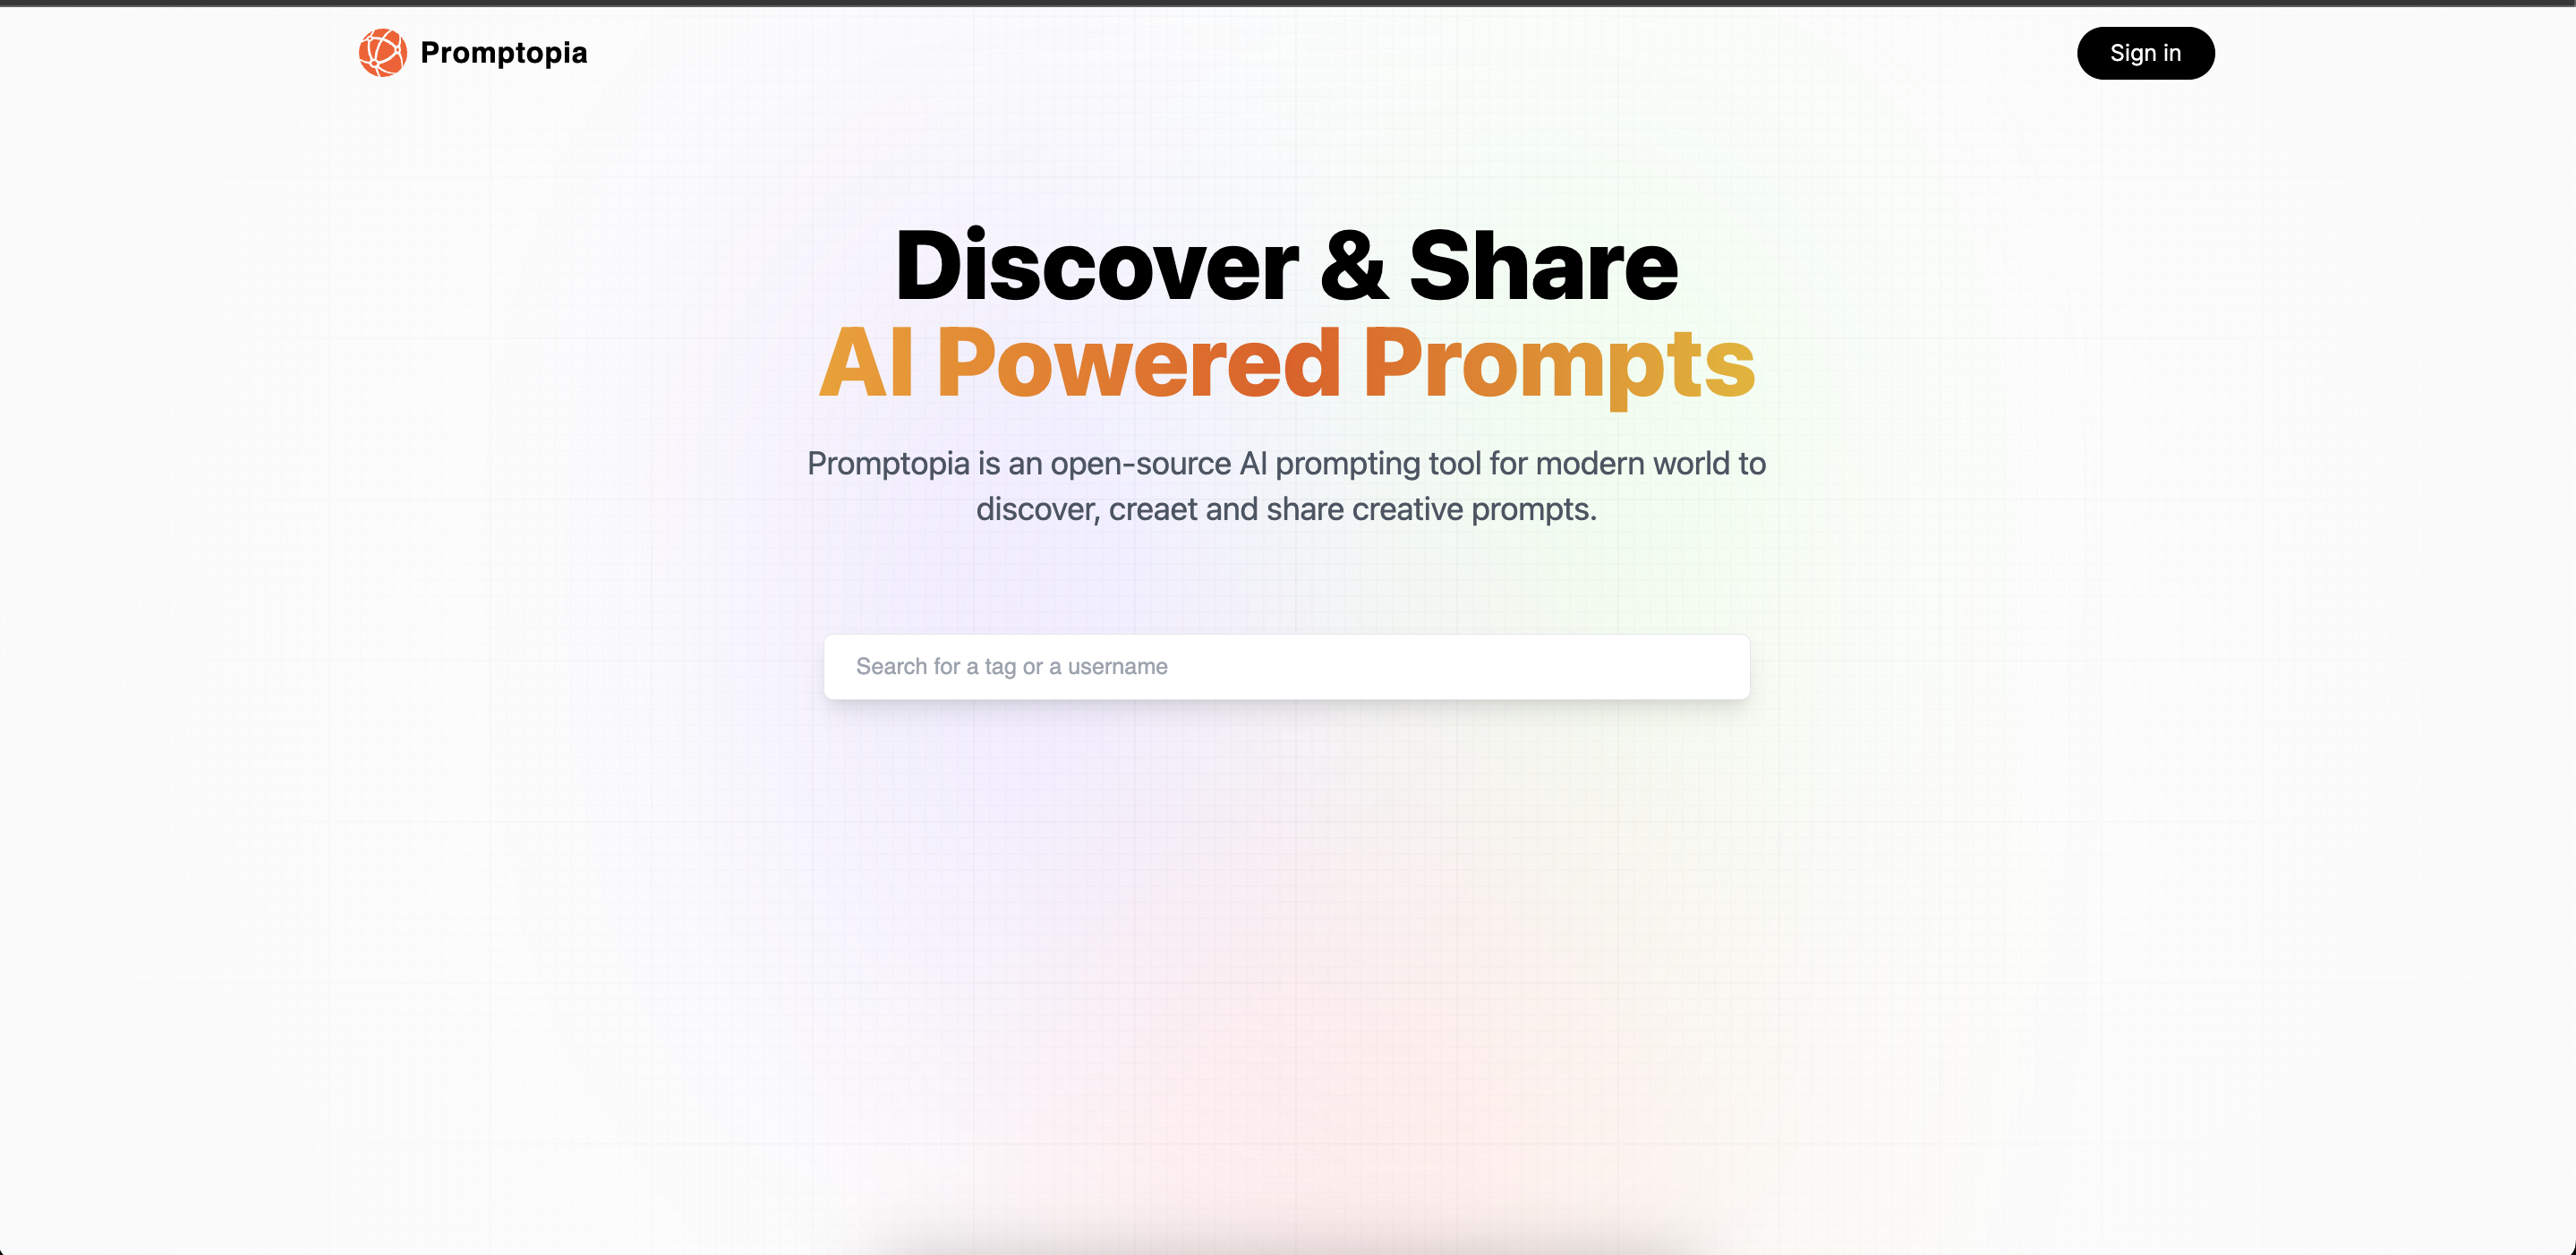 Promptopia
Sign in
Discover & Share
AI Powered Prompts
Promptopia is an open-source AI prompting tool for modern world to
discover, creaet and share creative prompts.
Search for a tag or a username